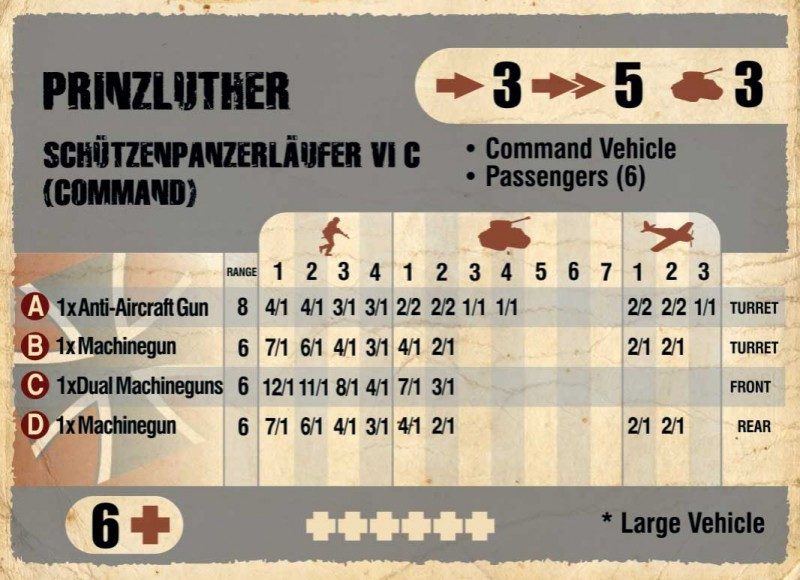 PRINZLUTHER
3 5 3
SCHÜTZENPANZERLÄUFER VI C
(COMMAND)
• Command Vehicle
• Passengers (6)
RANGE 1 2 3 4 1 2 3 4 5 6 7 1 2 3
A 1x Anti-Aircraft Gun 8 4/1 4/1 3/1 3/1 2/2 2/2 1/1 1/1 2/2 2/2 1/1 TURRET
B 1x Machinegun 6 7/1 6/1 4/1 3/1 4/1 2/1 2/1 2/1 TURRET
C 1x Dual Machineguns 6 12/1 11/1 8/1 4/1 7/1 3/1 FRONT
D 1x Machinegun 6 7/1 6/1 4/1 3/1 4/1 2/1 2/1 2/1 REAR
6
* Large Vehicle